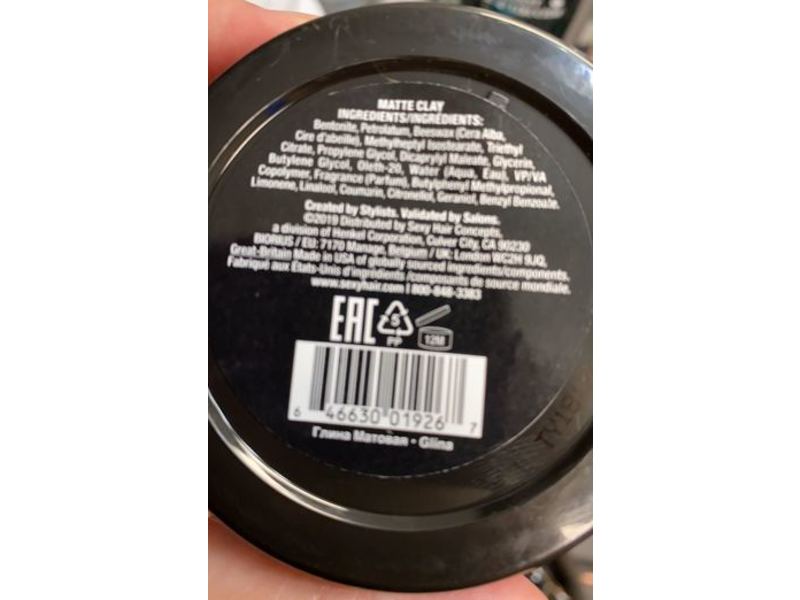 MATTE CLAY
INGREDIENTS/INGRÉDIENTS:
Bentonite, Petrolatum, Beeswax (Cera Alba,
Cire d'abeille), Methylheptyl Isostearate, Triethyl
Citrate, Propylene Glycol, Dicaprylyl Maleate, Glycerin,
Butylene Glycol, Oleth-20, Water (Aqua, Eau), VP/VA
Copolymer, Fragrance (Parfum), Butylphenyl Methylpropional,
Limonene, Linalool, Coumarin, Citronellol, Geraniol, Benzyl Benzoate.
Created by Stylists. Validated by Salons.
©2019 Distributed by Sexy Hair Concepts,
a division of Henkel Corporation, Culver City, CA 90230
BIORIUS / EU: 7170 Manage, Belgium / UK: London WC2H 9JQ,
Great-Britain Made in USA of globally sourced ingredients/components.
Fabriqué aux États-Unis d'ingrédients /composants de source mondiale.
www.sexyhair.com | 800-848-3383
EAC
5
PP
12M
6 46630 01926 7
Глина Матовая • Glina
TY19